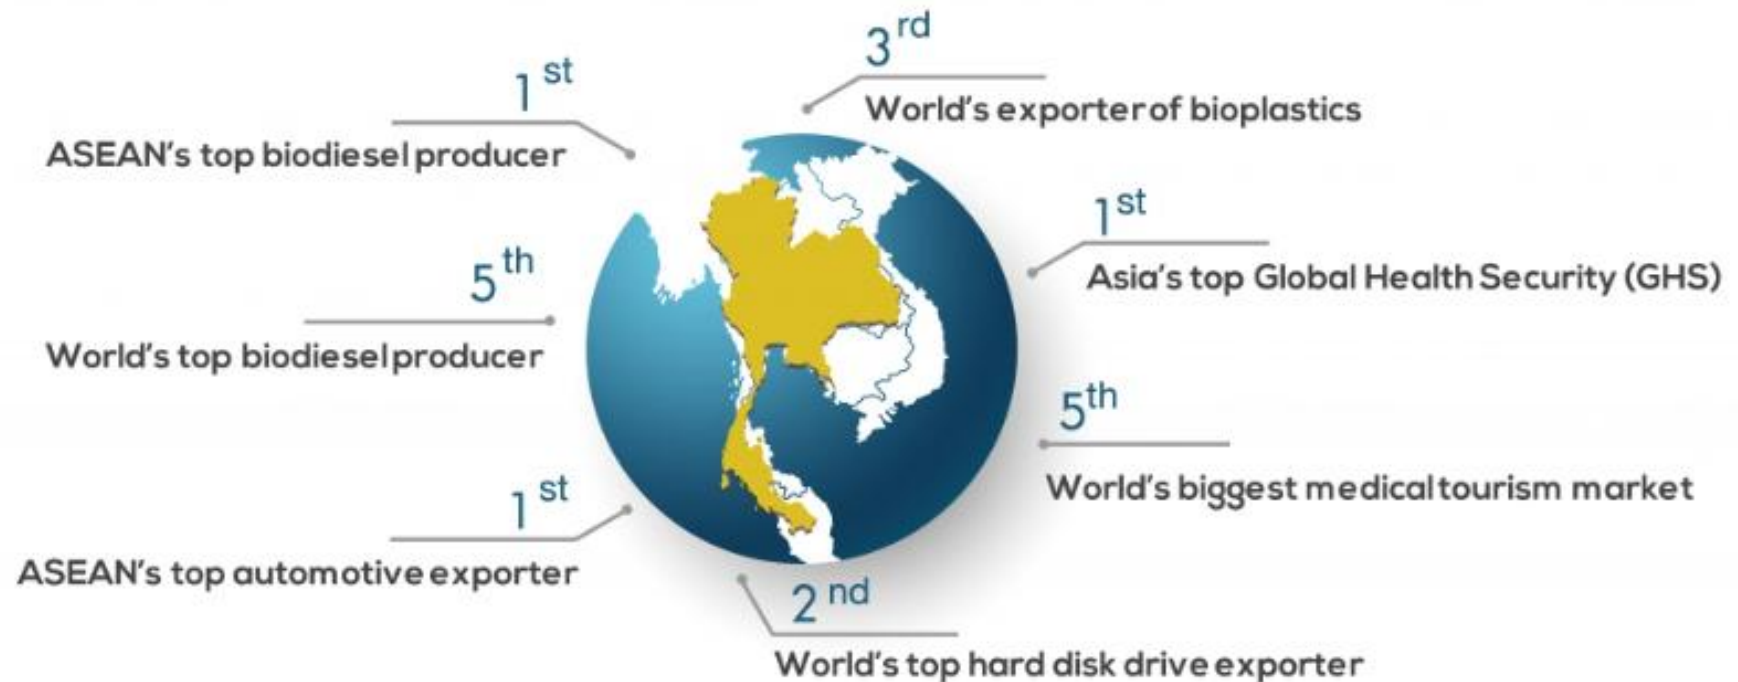 3rd
World's exporter of bioplastics
1st
ASEAN's top biodiesel producer
1st
Asia's top Global Health Security (GHS)
5th
World's top biodiesel producer
5th
World's biggest medical tourism market
1st
ASEAN's top automotive exporter
2nd
World's top hard disk drive exporter